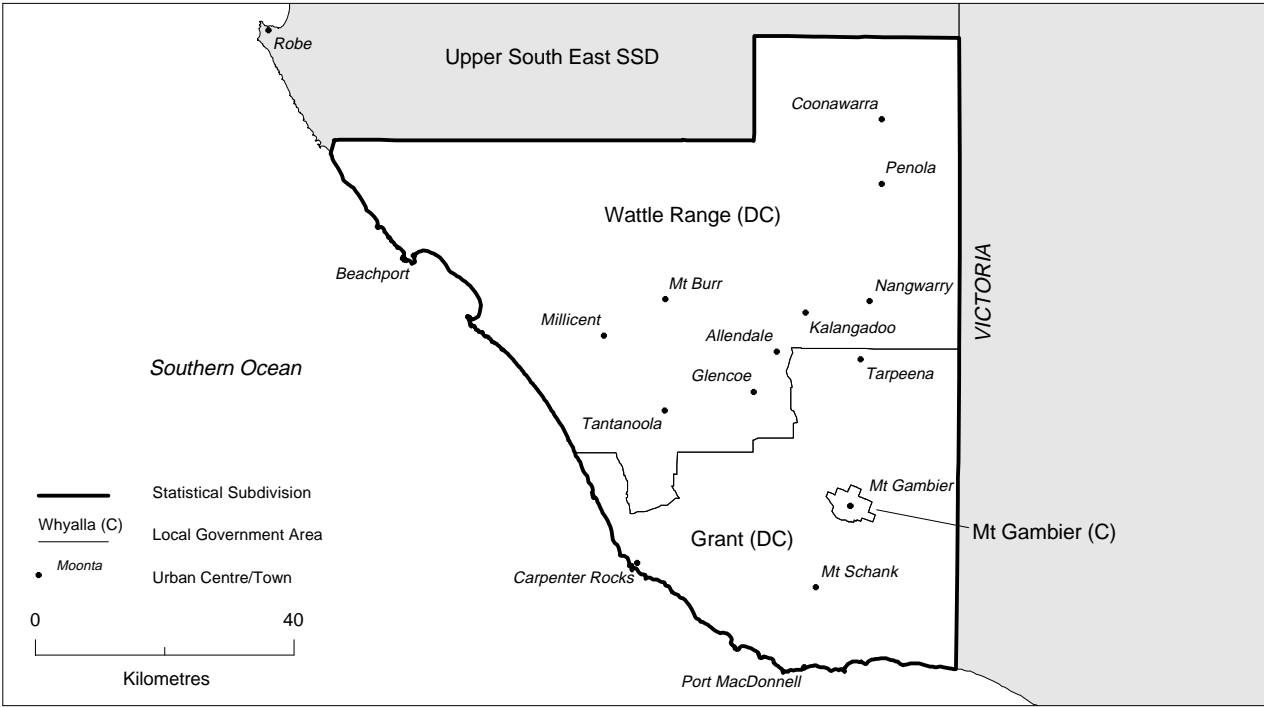 Robe
Upper South East SSD
Coonawarra
Penola
Wattle Range (DC)
VICTORIA
Beachport
Mt Burr
Nangwarry
Millicent
Kalangadoo
Allendale
Southern Ocean
Glencoe
Tarpeena
Tantanoola
Mt Gambier
Statistical Subdivision
Whyalla (C)
Local Government Area
Grant (DC)
Mt Gambier (C)
Moonta
Urban Centre/Town
Carpenter Rocks
Mt Schank
0 40
Kilometres
Port MacDonnell